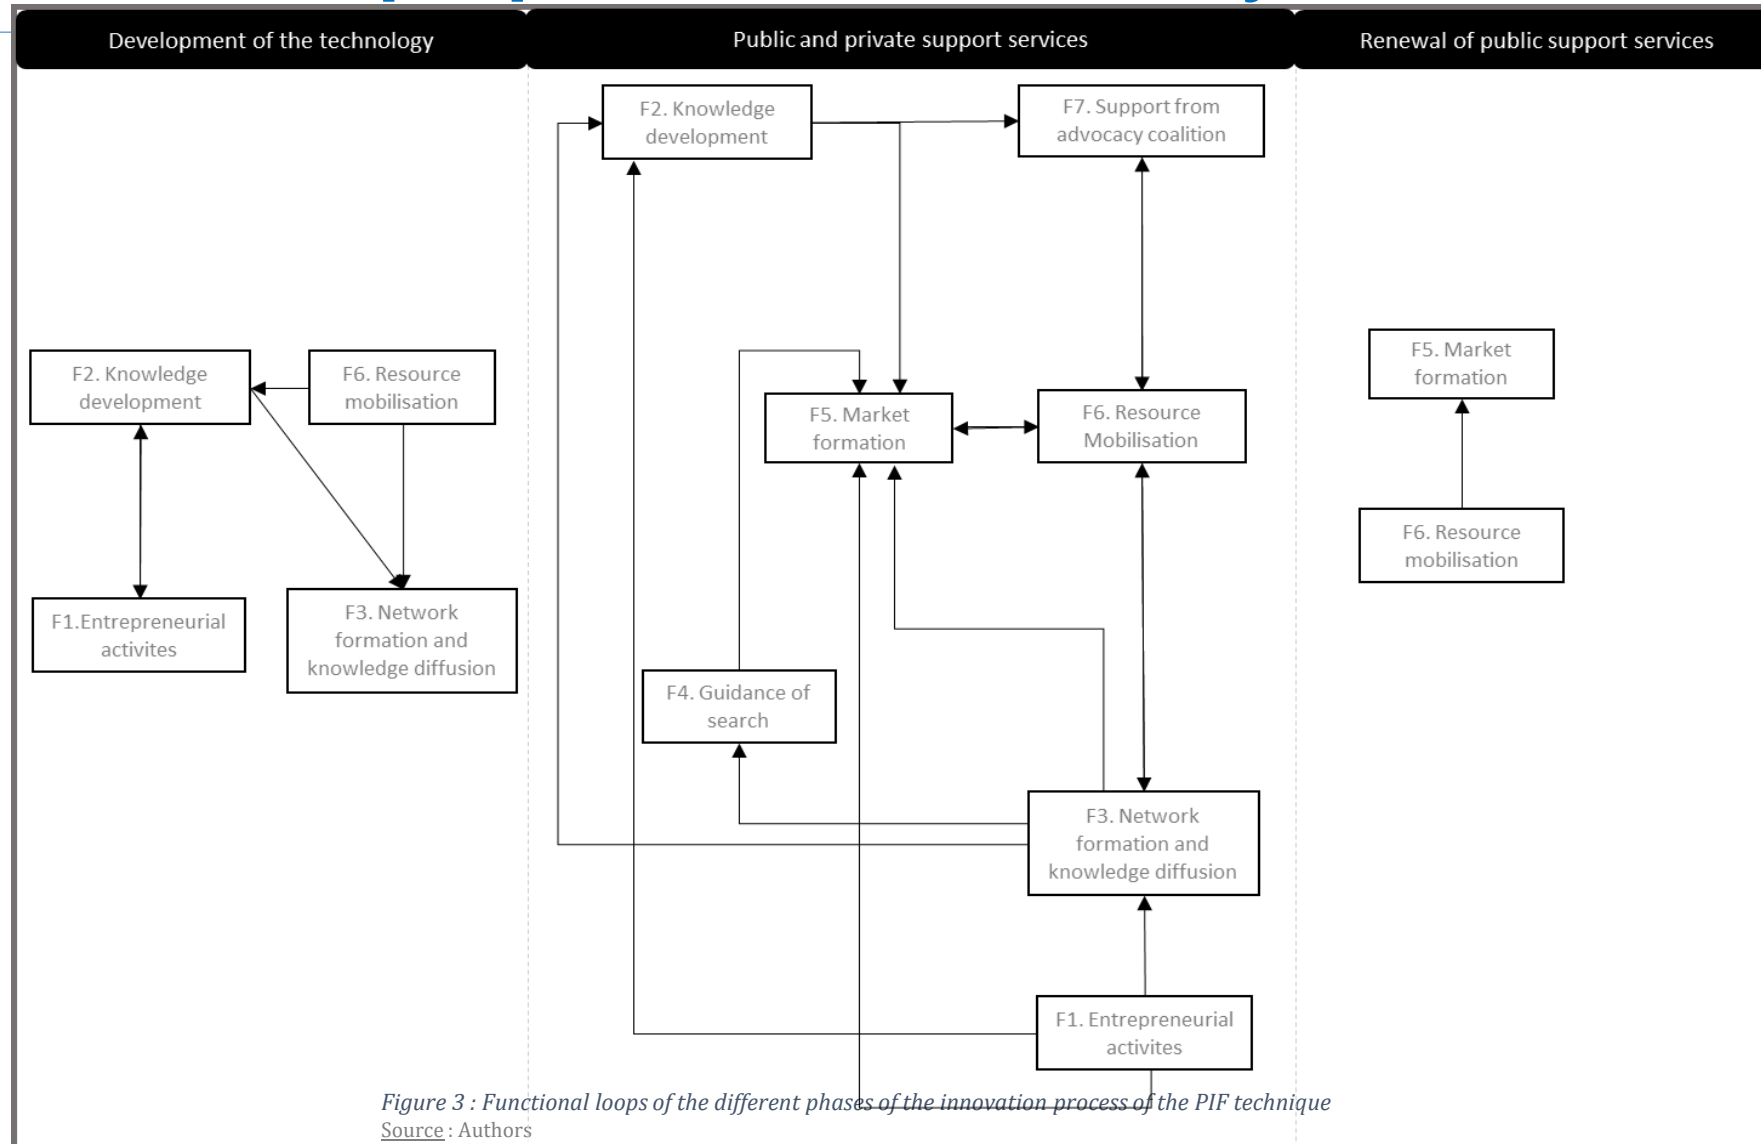 Development of the technology
Public and private support services
Renewal of public support services
F2. Knowledge
development
F6. Resource
mobilisation
F1.Entrepreneurial
activites
F3. Network
formation and
knowledge diffusion
F2. Knowledge
development
F7. Support from
advocacy coalition
F5. Market
formation
F6. Resource
Mobilisation
F4. Guidance of
search
F3. Network
formation and
knowledge diffusion
F1. Entrepreneurial
activites
F5. Market
formation
F6. Resource
mobilisation
Figure 3 : Functional loops of the different phases of the innovation process of the PIF technique
Source : Authors